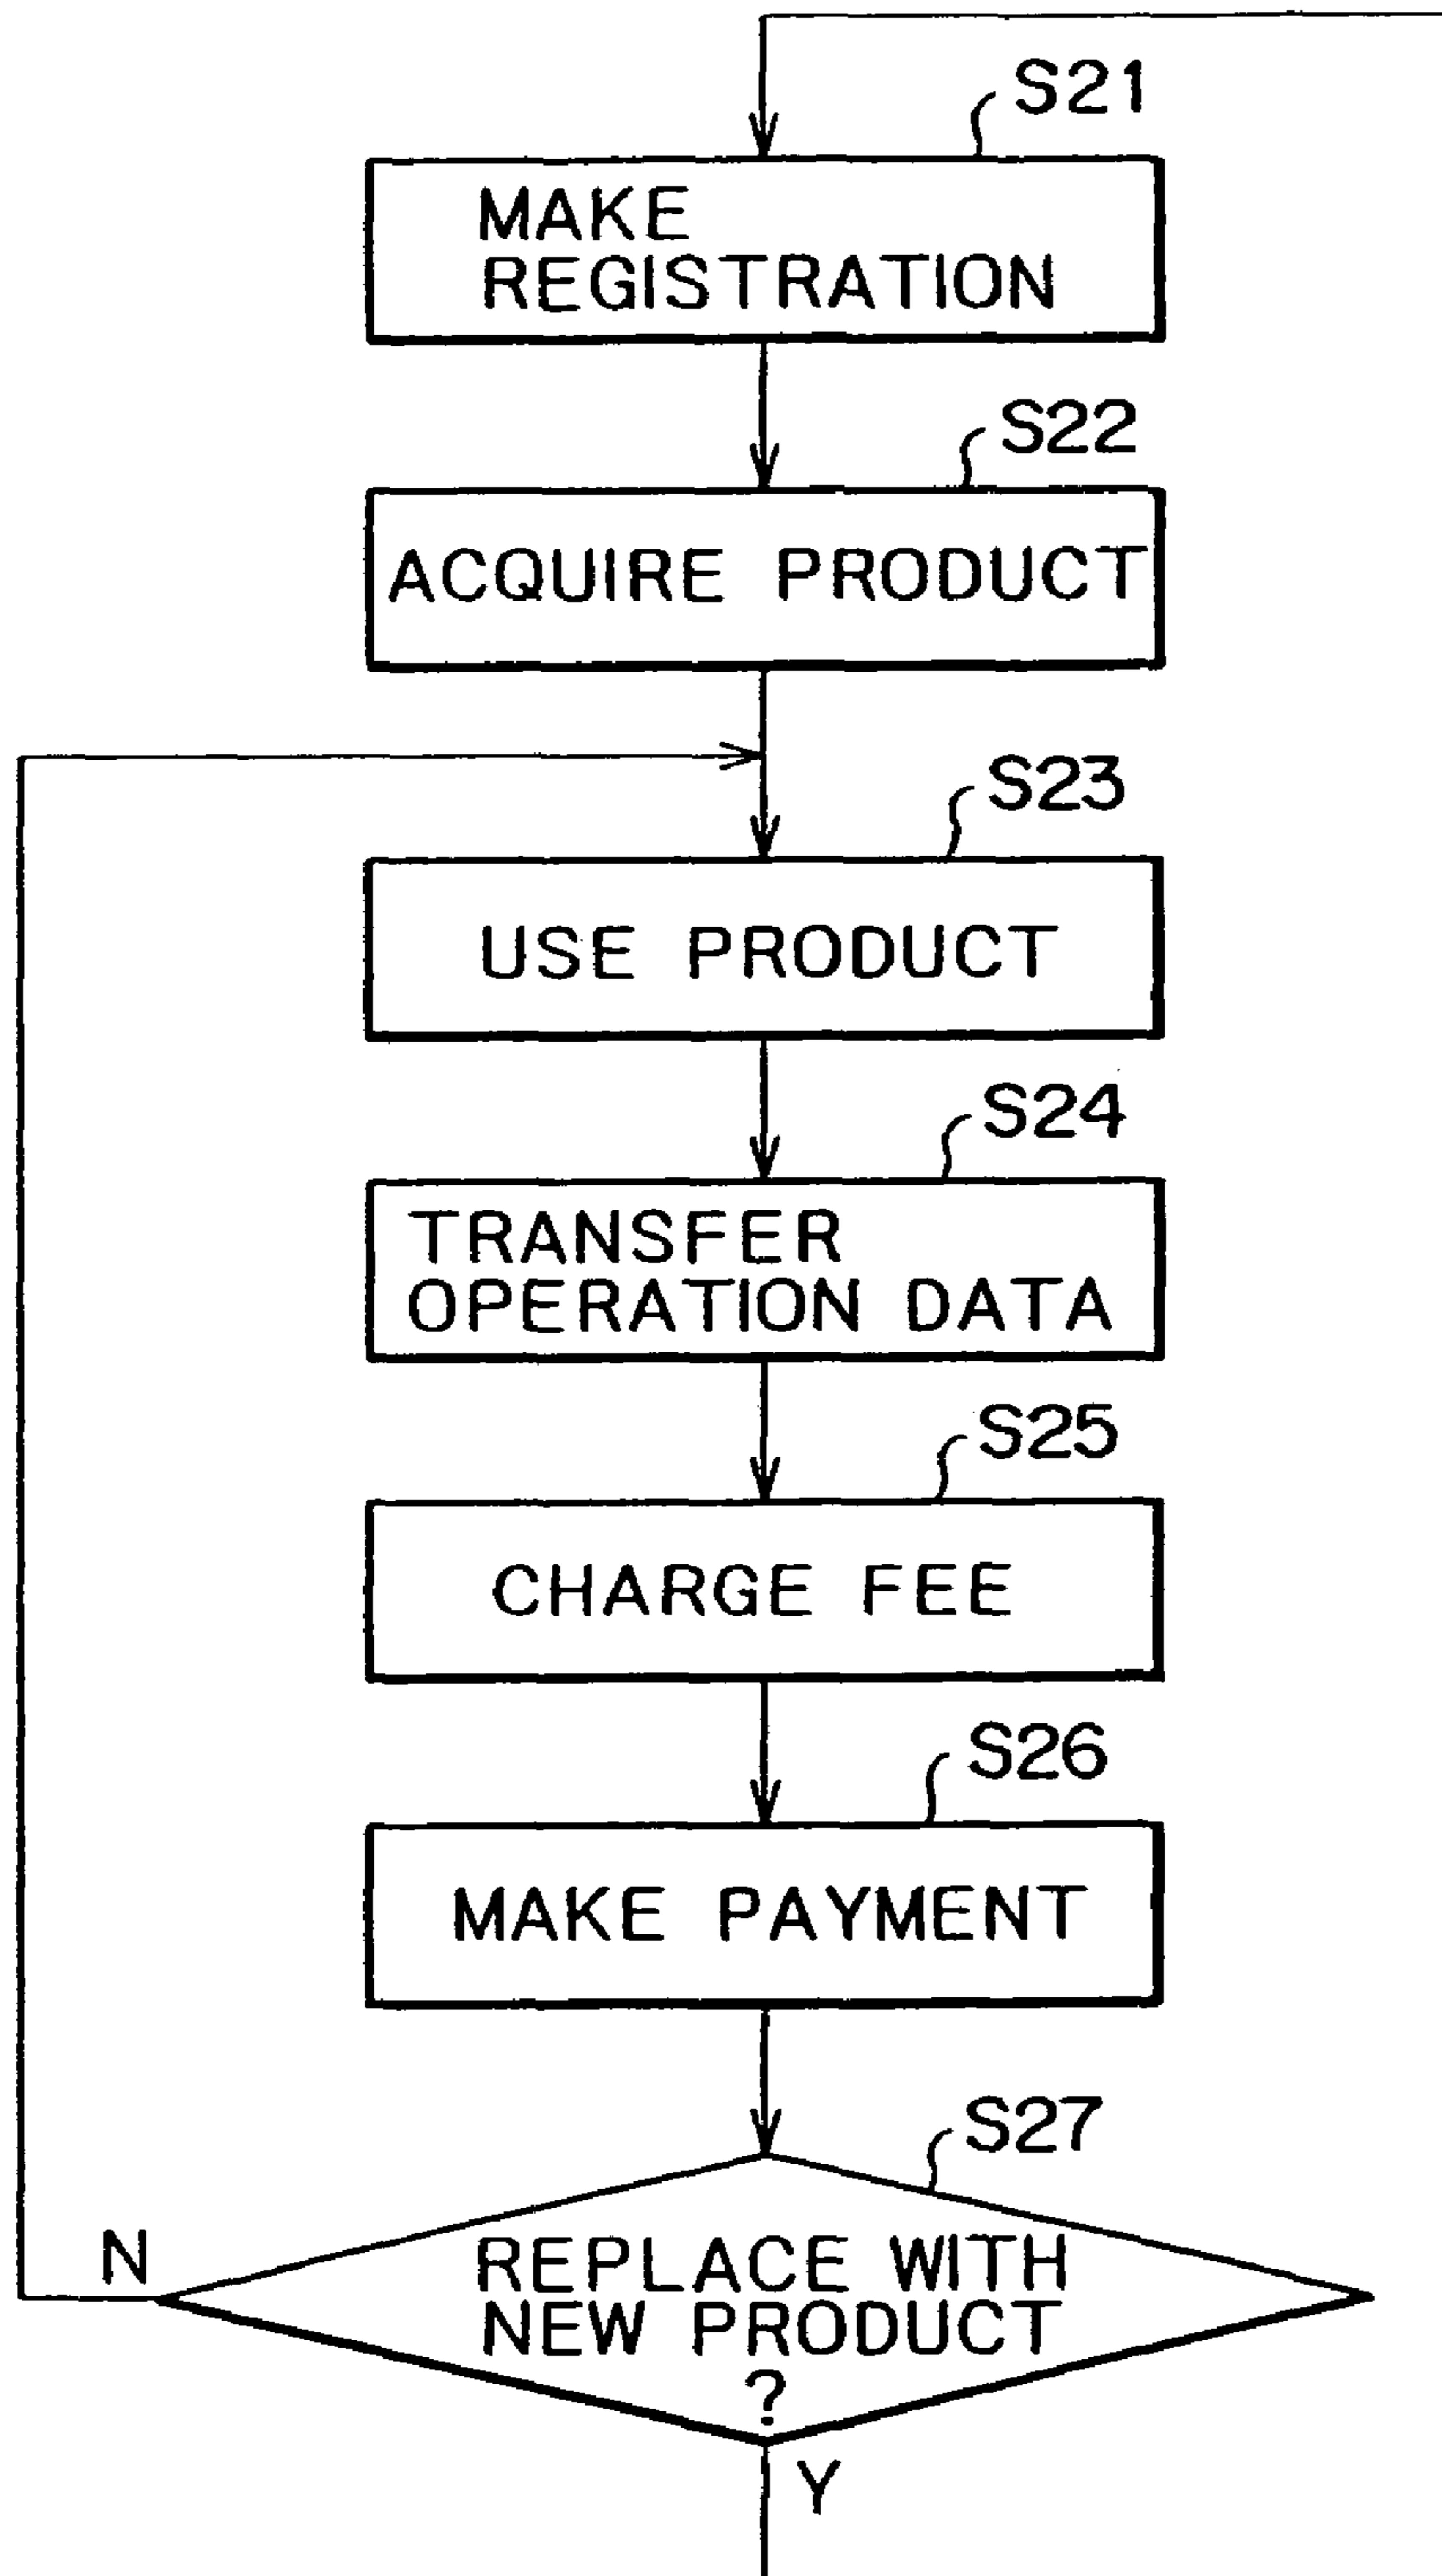 S21
MAKE
REGISTRATION
S22
ACQUIRE PRODUCT
S23
USE PRODUCT
S24
TRANSFER
OPERATION DATA
S25
CHARGE FEE
S26
MAKE PAYMENT
S27
N
REPLACE WITH
NEW PRODUCT
?
Y